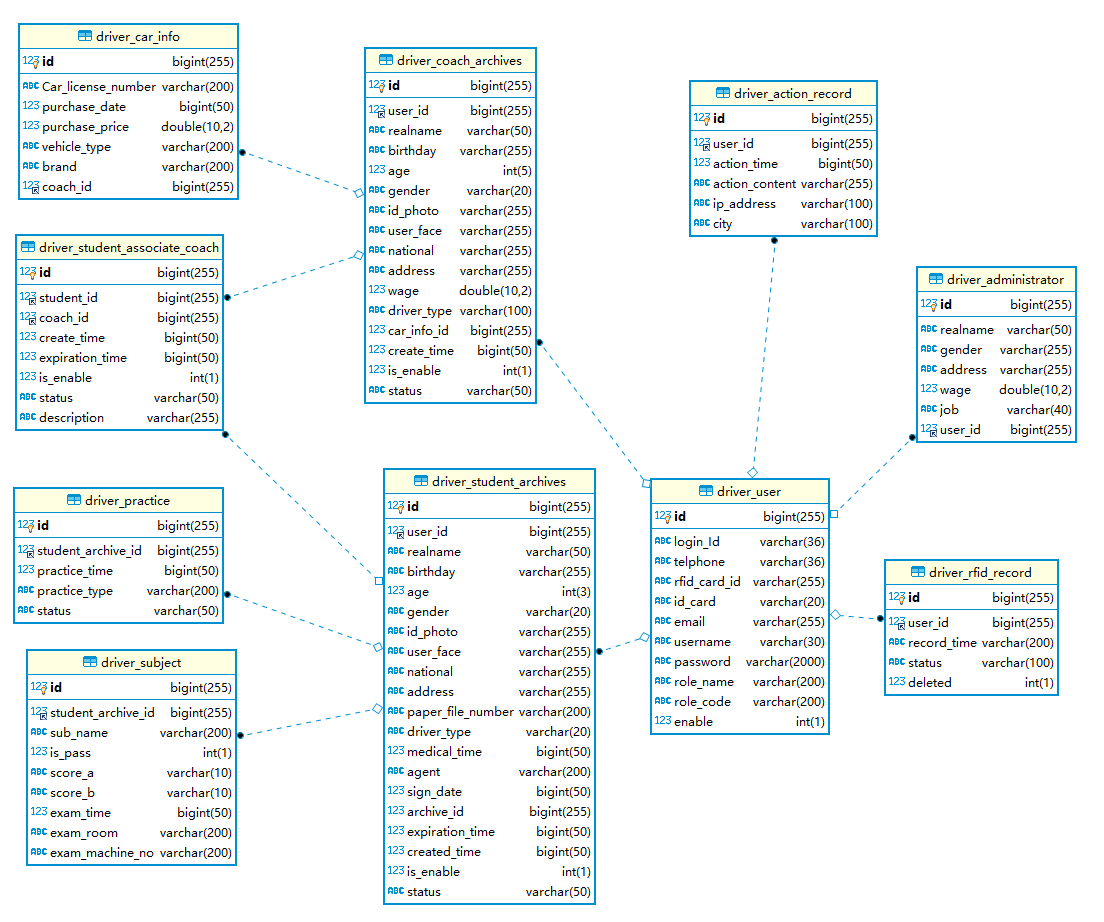 driver_car_info
id bigint(255)
Car_license_number varchar(200)
purchase_date bigint(50)
purchase_price double(10,2)
vehicle_type varchar(200)
brand varchar(200)
coach_id bigint(255)
driver_coach_archives
id bigint(255)
user_id bigint(255)
realname varchar(50)
birthday varchar(255)
age int(5)
gender varchar(20)
id_photo varchar(255)
user_face varchar(255)
national varchar(255)
address varchar(255)
wage double(10,2)
driver_type varchar(100)
car_info_id bigint(255)
create_time bigint(50)
is_enable int(1)
status varchar(50)
driver_action_record
id bigint(255)
user_id bigint(255)
action_time bigint(50)
action_content varchar(255)
ip_address varchar(100)
city varchar(100)
driver_student_associate_coach
id bigint(255)
student_id bigint(255)
coach_id bigint(255)
create_time bigint(50)
expiration_time bigint(50)
is_enable int(1)
status varchar(50)
description varchar(255)
driver_administrator
id bigint(255)
realname varchar(50)
gender varchar(255)
address varchar(255)
wage double(10,2)
job varchar(40)
user_id bigint(255)
driver_practice
id bigint(255)
student_archive_id bigint(255)
practice_time bigint(50)
practice_type varchar(200)
status varchar(50)
driver_student_archives
id bigint(255)
user_id bigint(255)
realname varchar(50)
birthday varchar(255)
age int(3)
gender varchar(20)
id_photo varchar(255)
user_face varchar(255)
national varchar(255)
address varchar(255)
paper_file_number varchar(200)
driver_type varchar(20)
medical_time bigint(50)
agent varchar(200)
sign_date bigint(50)
archive_id bigint(255)
expiration_time bigint(50)
created_time bigint(50)
is_enable int(1)
status varchar(50)
driver_user
id bigint(255)
login_Id varchar(36)
telphone varchar(36)
rfid_card_id varchar(255)
id_card varchar(20)
email varchar(255)
username varchar(30)
password varchar(2000)
role_name varchar(200)
role_code varchar(200)
enable int(1)
driver_rfid_record
id bigint(255)
user_id bigint(255)
record_time varchar(200)
status varchar(100)
deleted int(1)
driver_subject
id bigint(255)
student_archive_id bigint(255)
sub_name varchar(200)
is_pass int(1)
score_a varchar(10)
score_b varchar(10)
exam_time bigint(50)
exam_room varchar(200)
exam_machine_no varchar(200)